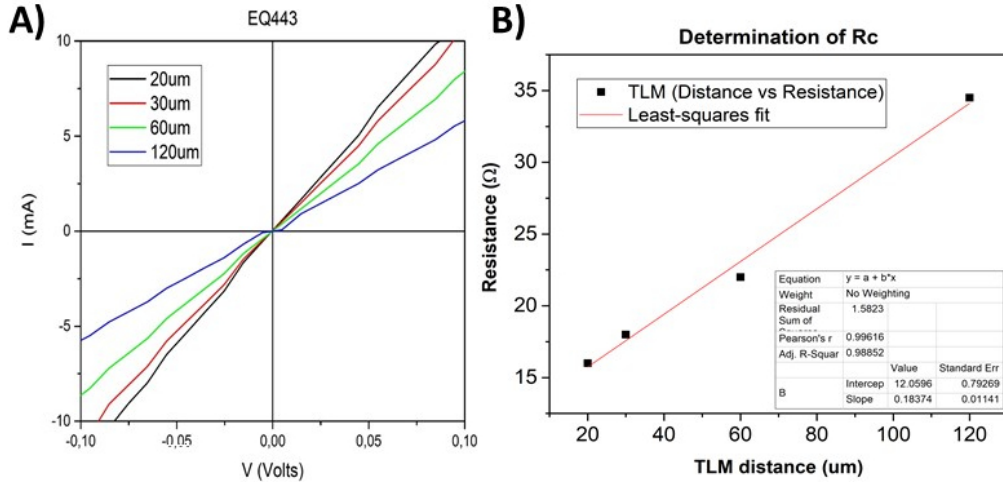 A)
EQ443
20um
30um
60um
120um
10
5
0
-5
-10
-0,10
-0,05
0,00
0,05
0,10
I (mA)
V (Volts)
B)
Determination of Rc
TLM (Distance vs Resistance)
Least-squares fit
35
30
25
20
15
Resistance (Ω)
Equation y = a + b*x
Weight No Weighting
Residual 1.5823
Sum of
Pearson's r 0.99616
Adj. R-Squar 0.98852
Value Standard Err
B
Intercep 12.0596 0.79269
Slope 0.18374 0.01141
20 40 60 80 100 120
TLM distance (um)